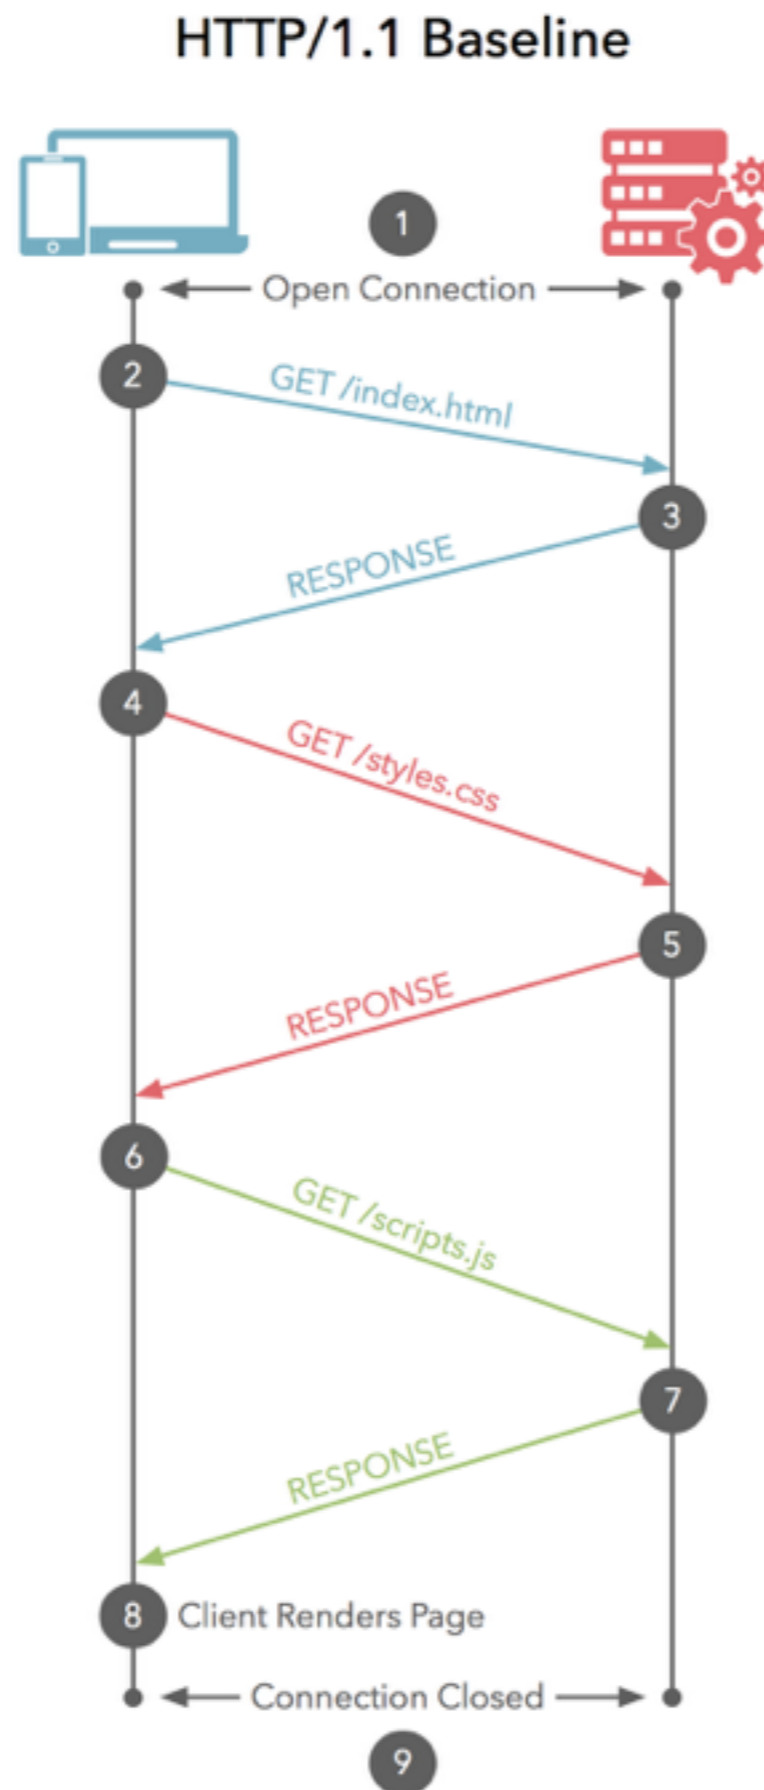 HTTP/1.1 Baseline
1
Open Connection
2
GET /index.html
3
RESPONSE
4
GET /styles.css
5
RESPONSE
6
GET /scripts.js
7
RESPONSE
8 Client Renders Page
Connection Closed
9